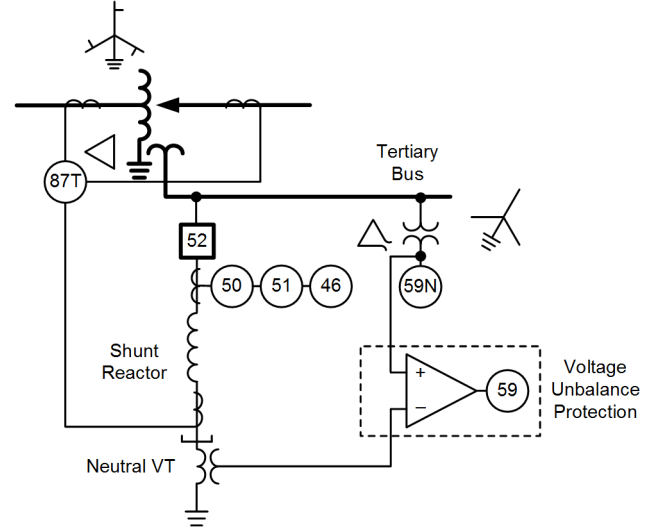 87T
Tertiary
Bus
52
50
51
46
59N
Shunt
Reactor
+
−
59
Voltage
Unbalance
Protection
Neutral VT